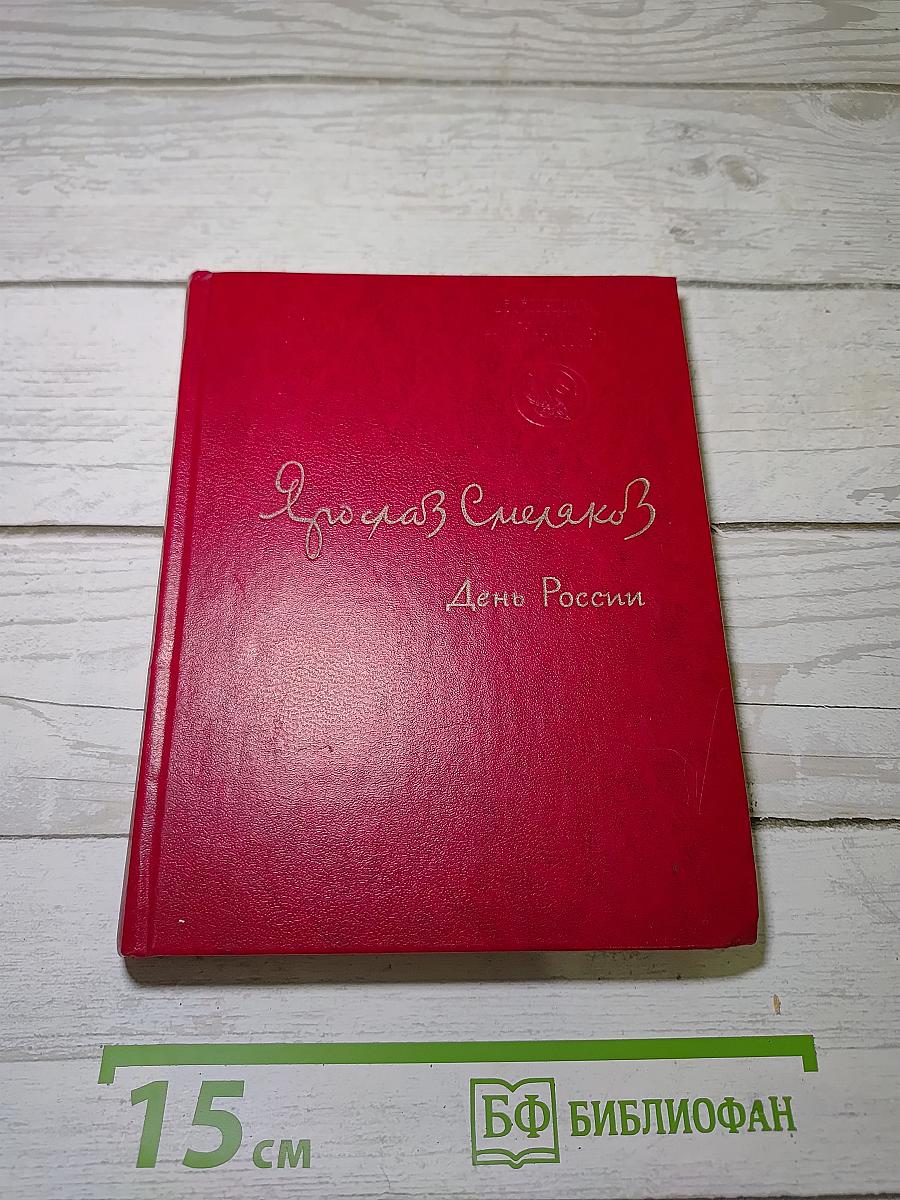 Ярослав Смеляков
День России
15 см
БФ БИБЛИОФАН